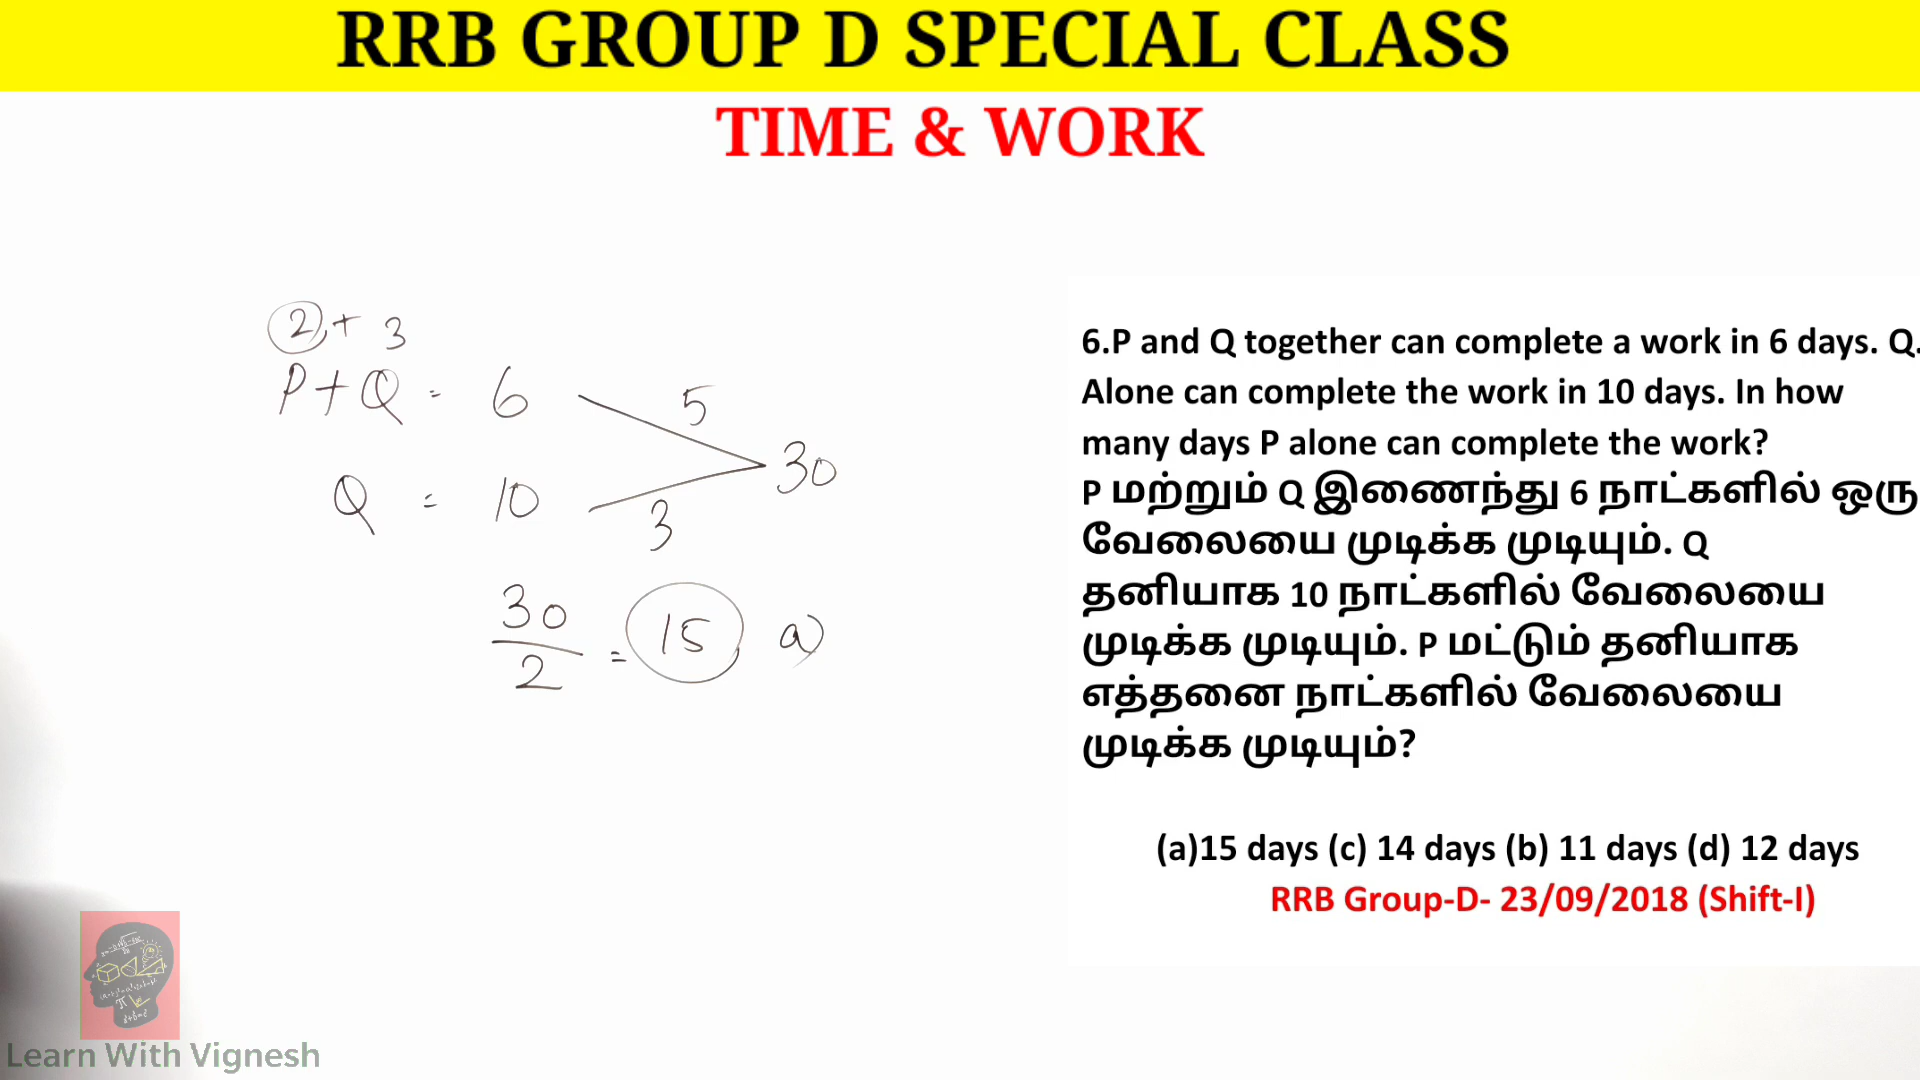 RRB GROUP D SPECIAL CLASS
TIME & WORK
2 + 3
P+Q = 6
5
30
Q = 10
3
30
2
= 15, a)
6.P and Q together can complete a work in 6 days. Q.
Alone can complete the work in 10 days. In how
many days P alone can complete the work?
P மற்றும் Q இணைந்து 6 நாட்களில் ஒரு
வேலையை முடிக்க முடியும். Q
தனியாக 10 நாட்களில் வேலையை
முடிக்க முடியும். P மட்டும் தனியாக
எத்தனை நாட்களில் வேலையை
முடிக்க முடியும்?
(a)15 days (c) 14 days (b) 11 days (d) 12 days
RRB Group-D- 23/09/2018 (Shift-I)
Learn With Vignesh